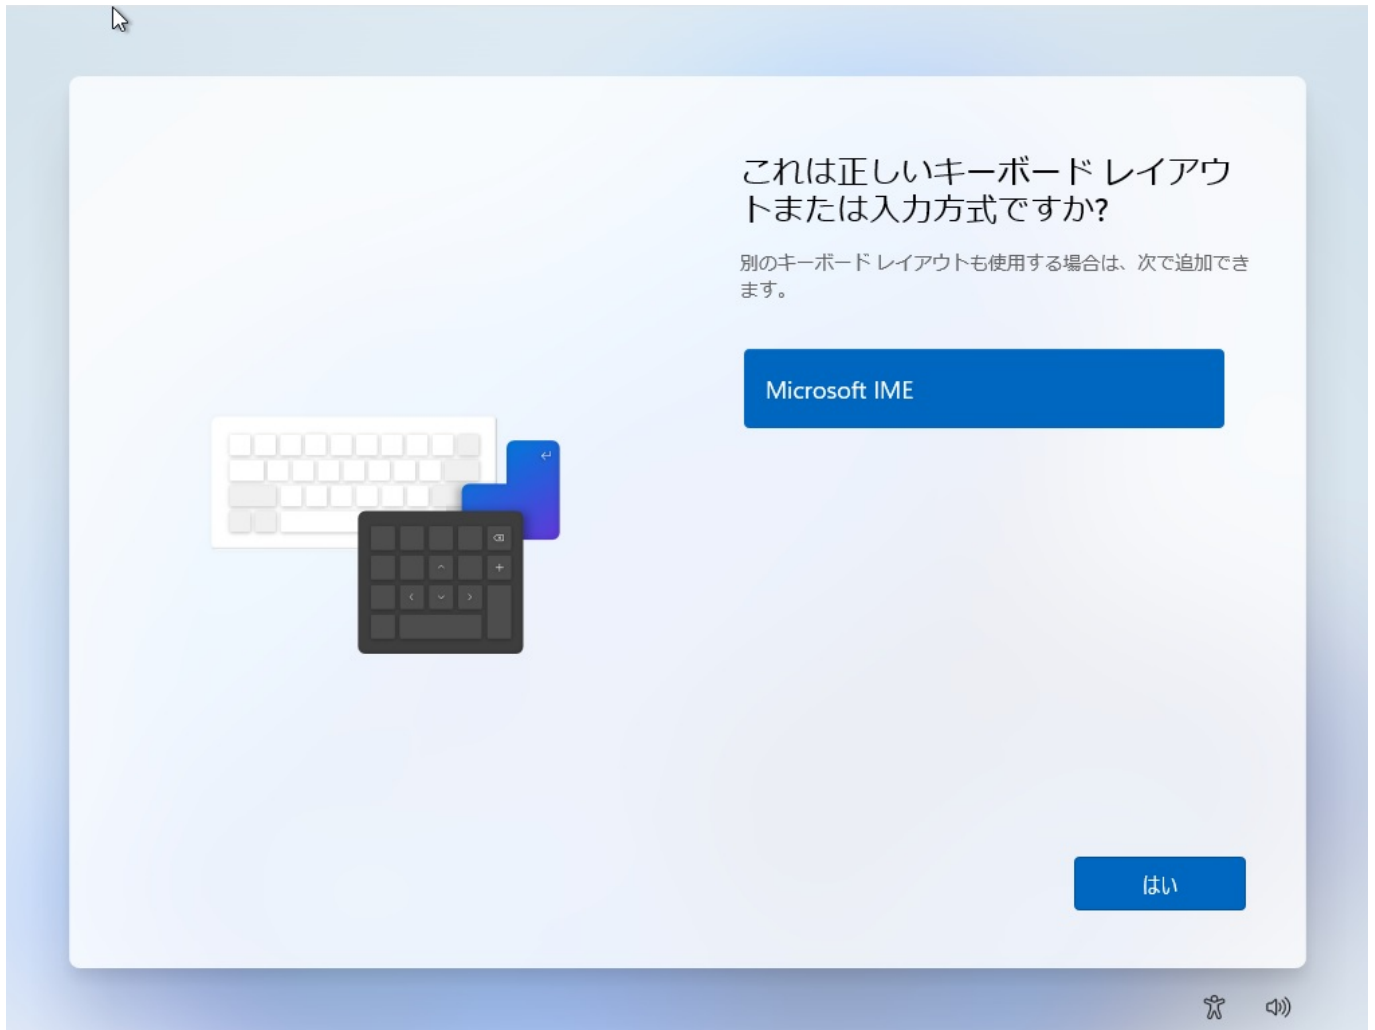 これは正しいキーボード レイアウ
トまたは入力方式ですか?
別のキーボード レイアウトも使用する場合は、次で追加でき
ます。
Microsoft IME
はい